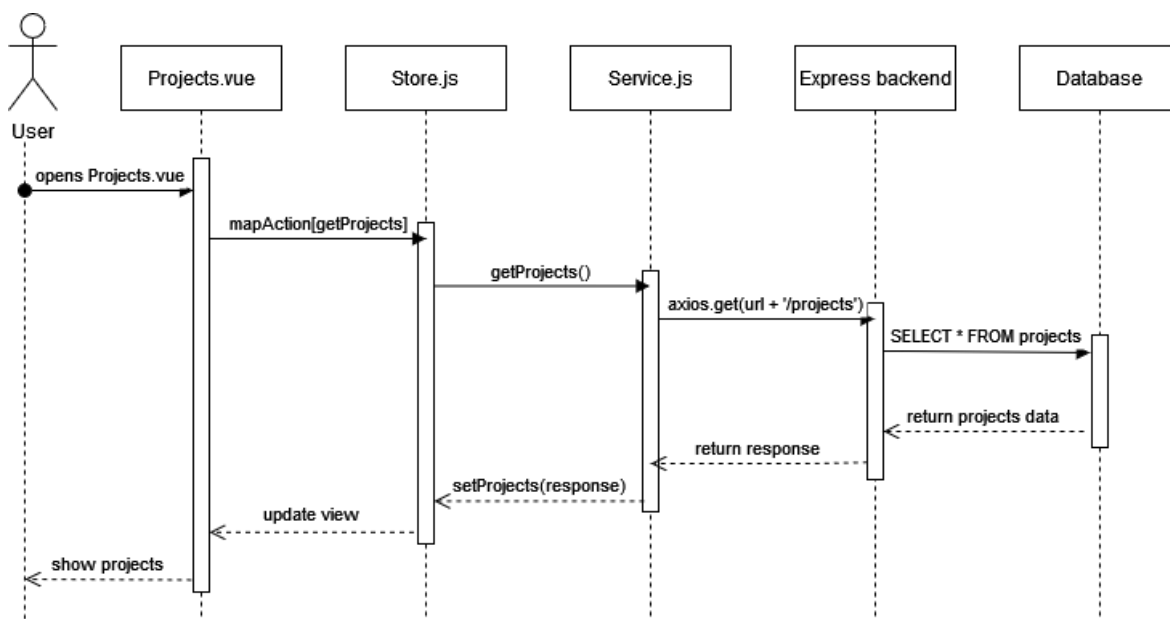 Projects.vue
Store.js
Service.js
Express backend
Database
User
opens Projects.vue
mapAction[getProjects]
getProjects()
axios.get(url + '/projects')
SELECT * FROM projects
return projects data
return response
setProjects(response)
update view
show projects